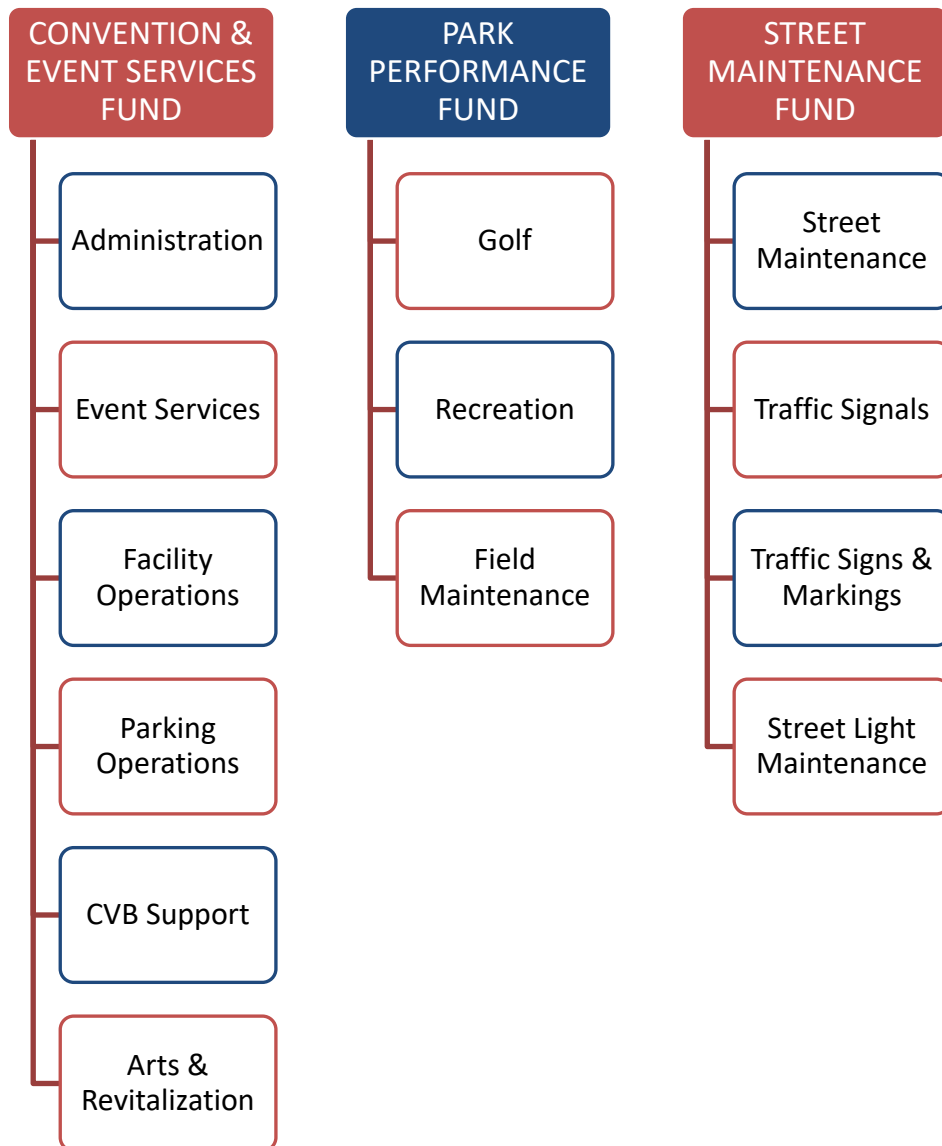 CONVENTION &
EVENT SERVICES
FUND
Administration
Event Services
Facility
Operations
Parking
Operations
CVB Support
Arts &
Revitalization
PARK
PERFORMANCE
FUND
Golf
Recreation
Field
Maintenance
STREET
MAINTENANCE
FUND
Street
Maintenance
Traffic Signals
Traffic Signs &
Markings
Street Light
Maintenance